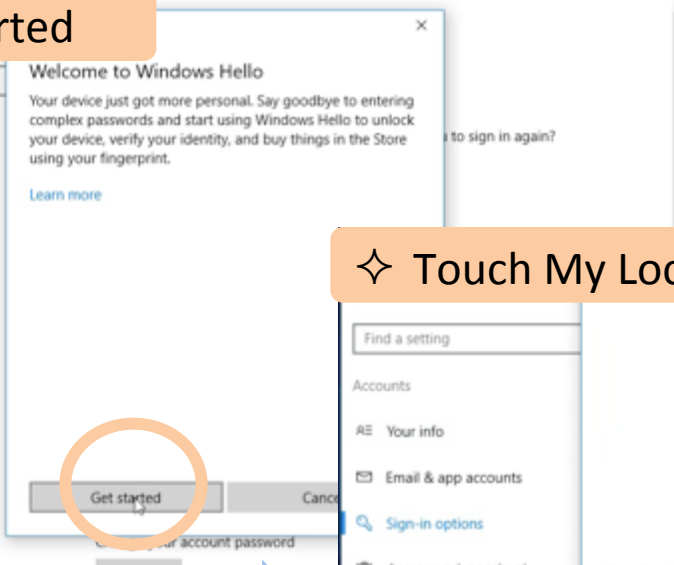 rted
Welcome to Windows Hello
Your device just got more personal. Say goodbye to entering
complex passwords and start using Windows Hello to unlock
your device, verify your identity, and buy things in the Store
using your fingerprint.
Learn more
to sign in again?
✧ Touch My Loc
Find a setting
Accounts
Your info
Email & app accounts
Get started
Cance
Sign-in options
your account password